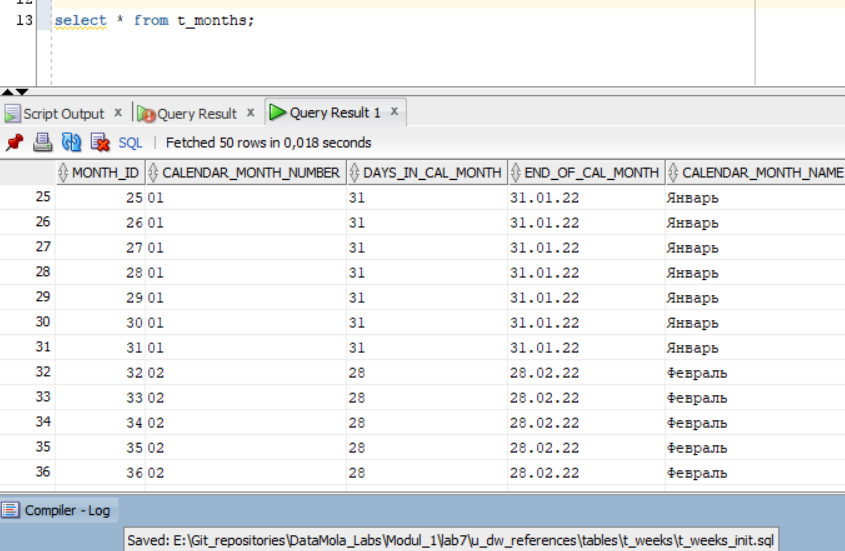 13 select * from t_months;
Script Output x Query Result x Query Result 1 x
SQL | Fetched 50 rows in 0,018 seconds
MONTH_ID CALENDAR_MONTH_NUMBER DAYS_IN_CAL_MONTH END_OF_CAL_MONTH CALENDAR_MONTH_NAME
25 25 01 31 31.01.22 Январь
26 26 01 31 31.01.22 Январь
27 27 01 31 31.01.22 Январь
28 28 01 31 31.01.22 Январь
29 29 01 31 31.01.22 Январь
30 30 01 31 31.01.22 Январь
31 31 01 31 31.01.22 Январь
32 32 02 28 28.02.22 Февраль
33 33 02 28 28.02.22 Февраль
34 34 02 28 28.02.22 Февраль
35 35 02 28 28.02.22 Февраль
36 36 02 28 28.02.22 Февраль
Compiler - Log
Saved: E:\Git_repositories\DataMola_Labs\Modul_1\lab7\u_dw_references\tables\t_weeks\t_weeks_init.sql